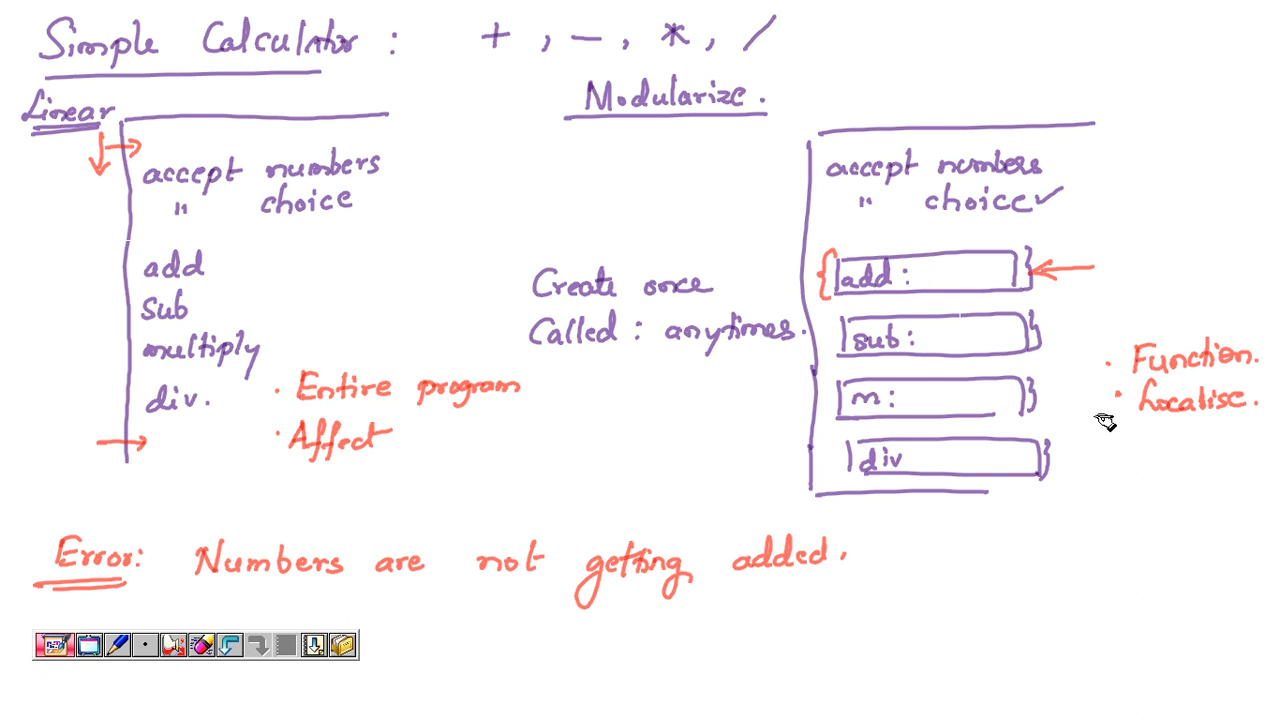 Simple Calculator : + , - , * , /
Linear
accept numbers
" choice
add
sub
multiply
div.
· Entire program
· Affect
Modularize.
Create once
Called : anytimes.
accept numbers
" choice ✓
{ add : }
sub : }
m : }
div }
· Function.
· Localise.
Error: Numbers are not getting added.